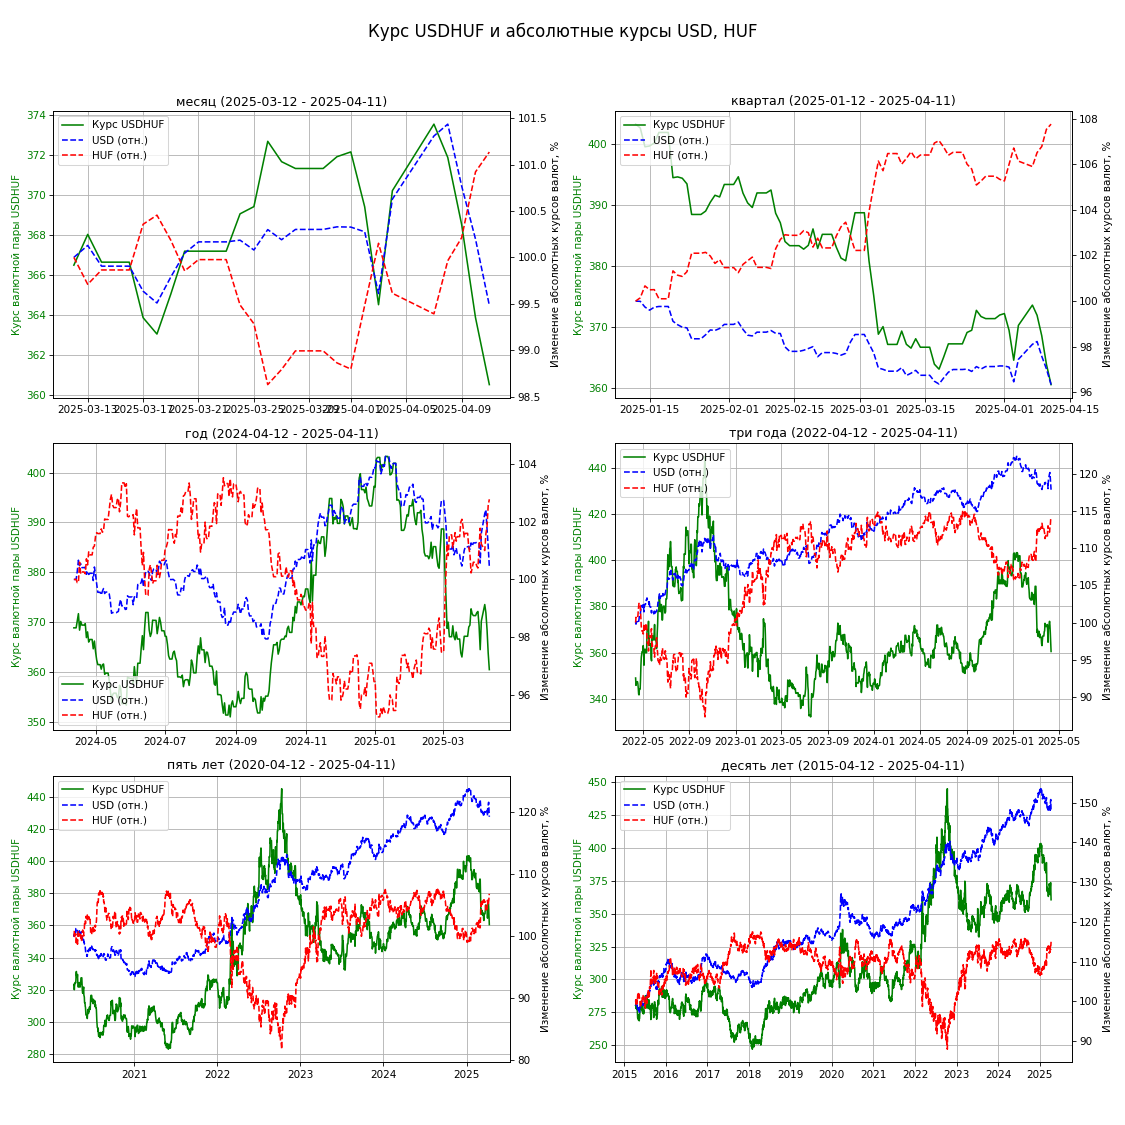 Курс USDHUF и абсолютные курсы USD, HUF
месяц (2025-03-12 - 2025-04-11)
Курс USDHUF
USD (отн.)
HUF (отн.)
Курс валютной пары USDHUF
374
372
370
368
366
364
362
360
Изменение абсолютных курсов валют, %
101.5
101.0
100.5
100.0
99.5
99.0
98.5
2025-03-13 2025-03-17 2025-03-21 2025-03-25 2025-03-29 2025-04-01 2025-04-05 2025-04-09
квартал (2025-01-12 - 2025-04-11)
Курс USDHUF
USD (отн.)
HUF (отн.)
Курс валютной пары USDHUF
400
390
380
370
360
Изменение абсолютных курсов валют, %
108
106
104
102
100
98
96
2025-01-15 2025-02-01 2025-02-15 2025-03-01 2025-03-15 2025-04-01 2025-04-15
год (2024-04-12 - 2025-04-11)
Курс USDHUF
USD (отн.)
HUF (отн.)
Курс валютной пары USDHUF
400
390
380
370
360
350
Изменение абсолютных курсов валют, %
104
102
100
98
96
2024-05 2024-07 2024-09 2024-11 2025-01 2025-03
три года (2022-04-12 - 2025-04-11)
Курс USDHUF
USD (отн.)
HUF (отн.)
Курс валютной пары USDHUF
440
420
400
380
360
340
Изменение абсолютных курсов валют, %
120
115
110
105
100
95
90
2022-05 2022-09 2023-01 2023-05 2023-09 2024-01 2024-05 2024-09 2025-01 2025-05
пять лет (2020-04-12 - 2025-04-11)
Курс USDHUF
USD (отн.)
HUF (отн.)
Курс валютной пары USDHUF
440
420
400
380
360
340
320
300
280
Изменение абсолютных курсов валют, %
120
110
100
90
80
2021 2022 2023 2024 2025
десять лет (2015-04-12 - 2025-04-11)
Курс USDHUF
USD (отн.)
HUF (отн.)
Курс валютной пары USDHUF
450
425
400
375
350
325
300
275
250
Изменение абсолютных курсов валют, %
150
140
130
120
110
100
90
2015 2016 2017 2018 2019 2020 2021 2022 2023 2024 2025